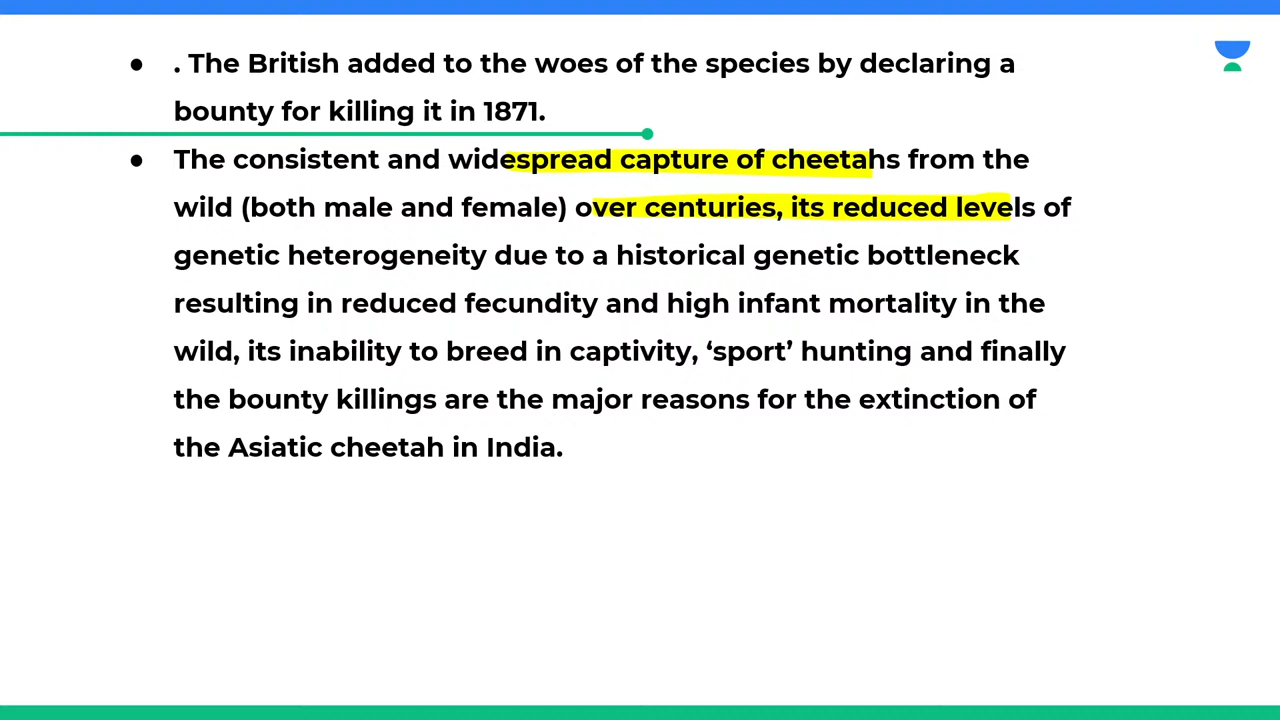 ● . The British added to the woes of the species by declaring a
bounty for killing it in 1871.
● The consistent and widespread capture of cheetahs from the
wild (both male and female) over centuries, its reduced levels of
genetic heterogeneity due to a historical genetic bottleneck
resulting in reduced fecundity and high infant mortality in the
wild, its inability to breed in captivity, ‘sport’ hunting and finally
the bounty killings are the major reasons for the extinction of
the Asiatic cheetah in India.